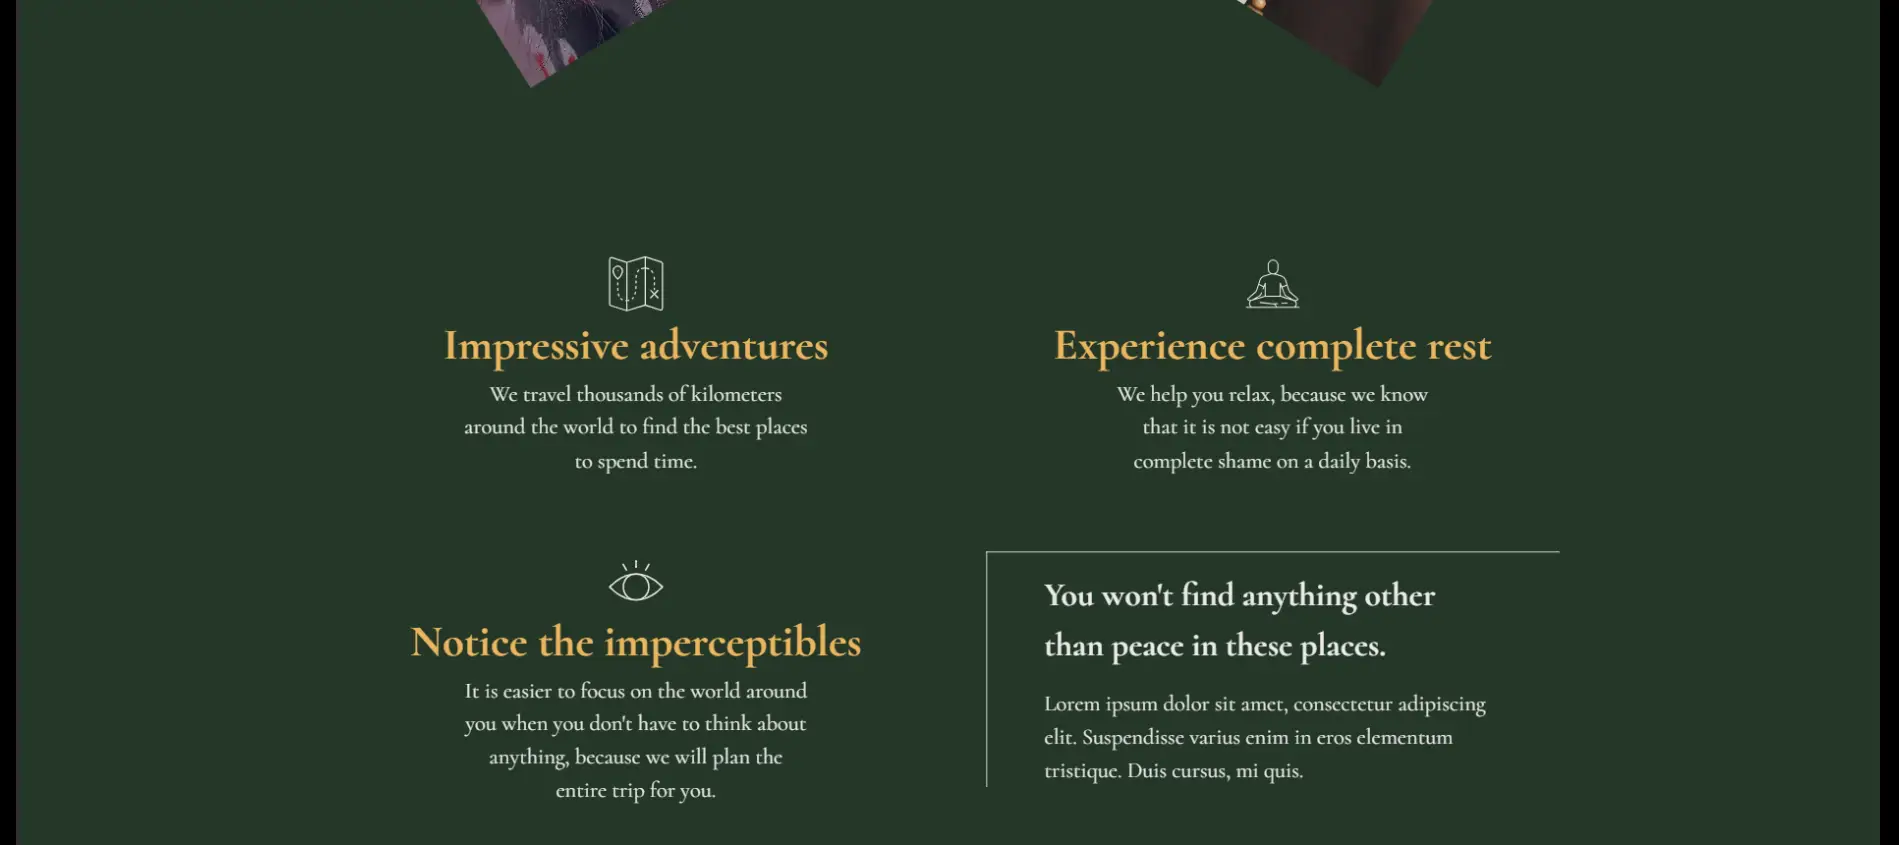 Impressive adventures
We travel thousands of kilometers
around the world to find the best places
to spend time.
Experience complete rest
We help you relax, because we know
that it is not easy if you live in
complete shame on a daily basis.
Notice the imperceptibles
It is easier to focus on the world around
you when you don't have to think about
anything, because we will plan the
entire trip for you.
You won't find anything other
than peace in these places.
Lorem ipsum dolor sit amet, consectetur adipiscing
elit. Suspendisse varius enim in eros elementum
tristique. Duis cursus, mi quis.